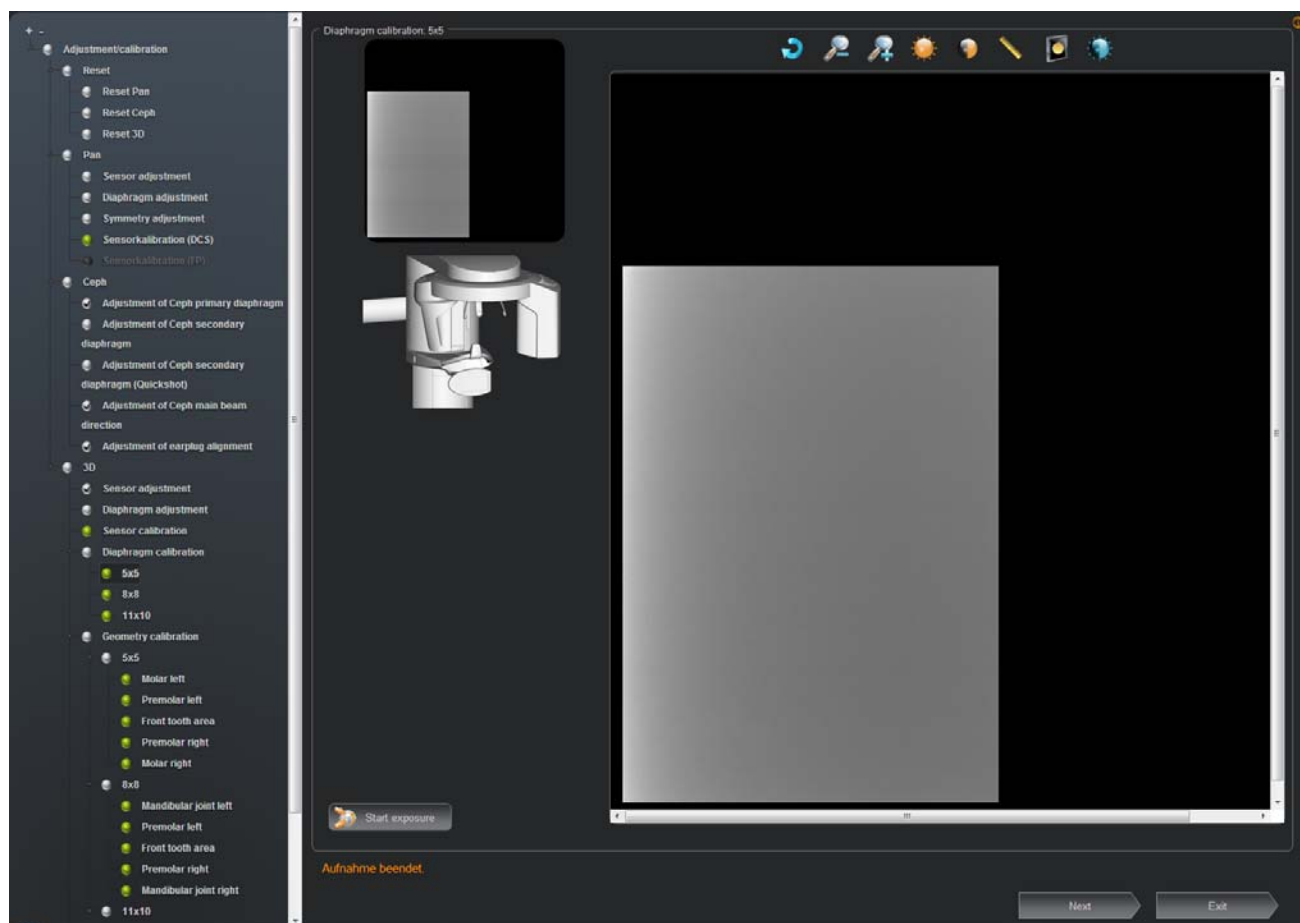 + -
Adjustment/calibration
Reset
Reset Pan
Reset Ceph
Reset 3D
Pan
Sensor adjustment
Diaphragm adjustment
Symmetry adjustment
Sensorkalibration (DCS)
Sensorkalibration (FP)
Ceph
Adjustment of Ceph primary diaphragm
Adjustment of Ceph secondary
diaphragm
Adjustment of Ceph secondary
diaphragm (Quickshot)
Adjustment of Ceph main beam
direction
Adjustment of earplug alignment
3D
Sensor adjustment
Diaphragm adjustment
Sensor calibration
Diaphragm calibration
5x5
8x8
11x10
Geometry calibration
5x5
Molar left
Premolar left
Front tooth area
Premolar right
Molar right
8x8
Mandibular joint left
Premolar left
Front tooth area
Premolar right
Mandibular joint right
11x10
Diaphragm calibration: 5x5
Start exposure
Aufnahme beendet.
Next
Exit